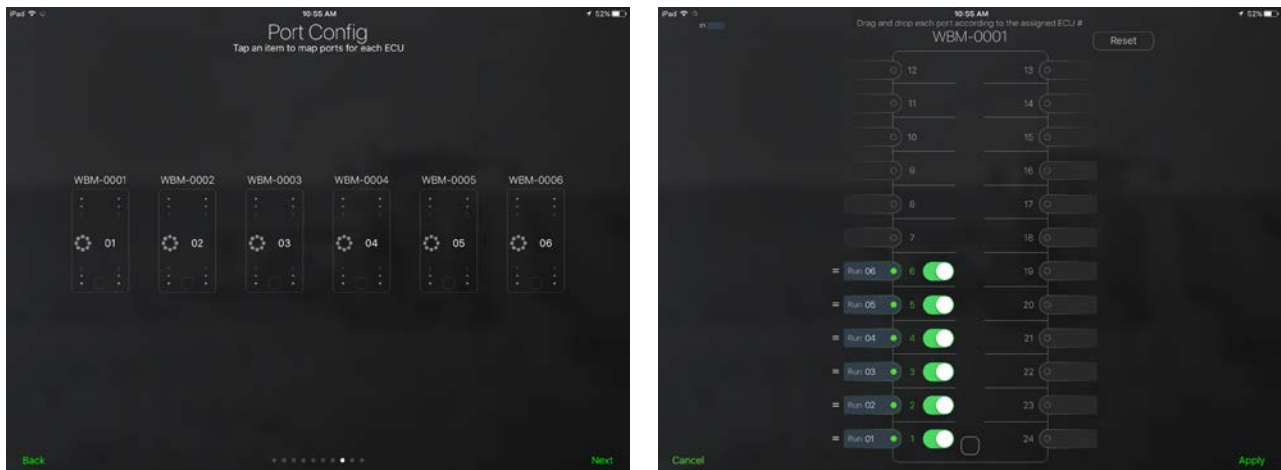 iPad 10:55 AM 52%
Port Config
Tap an item to map ports for each ECU
WBM-0001 WBM-0002 WBM-0003 WBM-0004 WBM-0005 WBM-0006
01 02 03 04 05 06
Back Next
iPad 10:55 AM 52%
Drag and drop each port according to the assigned ECU #
WBM-0001
Reset
12 13
11 14
10 15
9 16
8 17
7 18
= Run 06 6 19
= Run 05 5 20
= Run 04 4 21
= Run 03 3 22
= Run 02 2 23
= Run 01 1 24
Cancel Apply